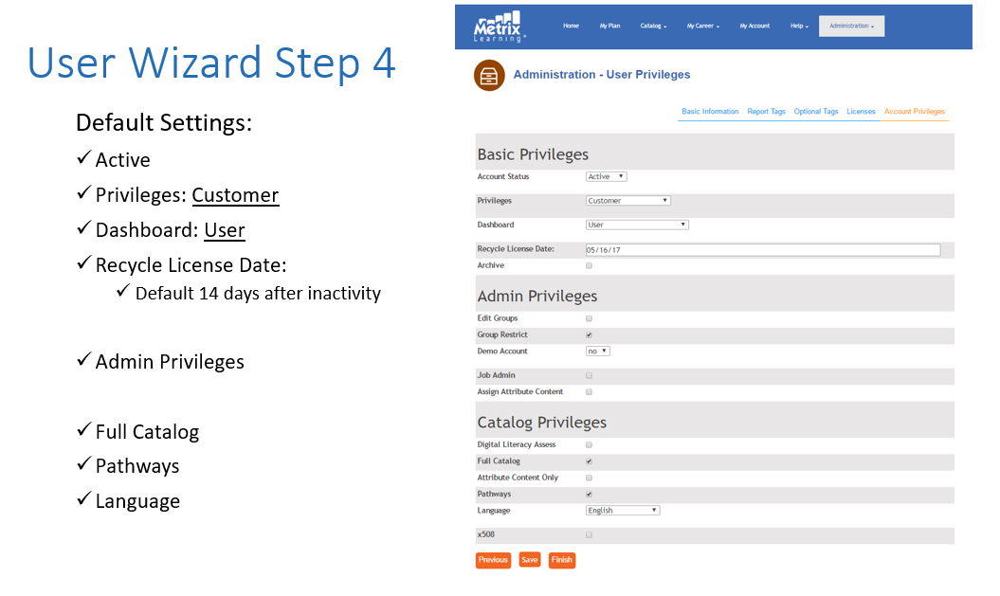 User Wizard Step 4
Default Settings:
✓ Active
✓ Privileges: Customer
✓ Dashboard: User
✓ Recycle License Date:
✓ Default 14 days after inactivity
✓ Admin Privileges
✓ Full Catalog
✓ Pathways
✓ Language
Metrix
Learning
Home My Plan Catalog My Career My Account Help Administration
Administration - User Privileges
Basic Information Report Tags Optional Tags Licenses Account Privileges
Basic Privileges
Account Status Active
Privileges Customer
Dashboard User
Recycle License Date: 05/16/17
Archive
Admin Privileges
Edit Groups
Group Restrict
Demo Account no
Job Admin
Assign Attribute Content
Catalog Privileges
Digital Literacy Assess
Full Catalog
Attribute Content Only
Pathways
Language English
x508
Previous Save Finish